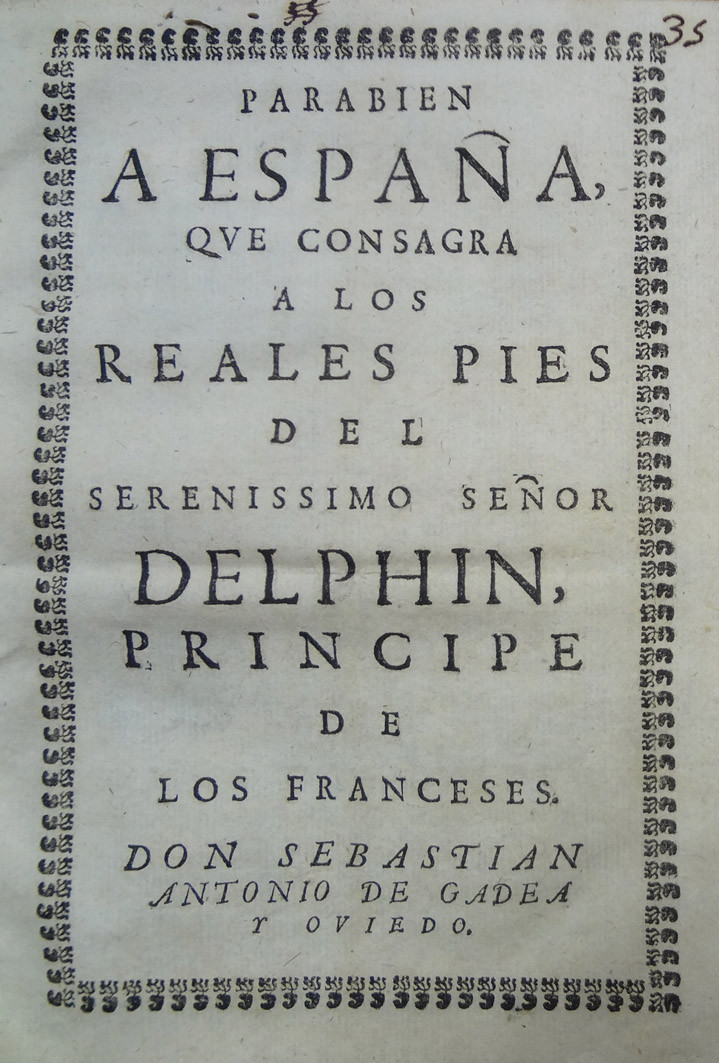 35
PARABIEN
A ESPAÑA,
QVE CONSAGRA
A LOS
REALES PIES
DEL
SERENISSIMO SEÑOR
DELPHIN,
PRINCIPE
DE
LOS FRANCESES.
DON SEBASTIAN
ANTONIO DE GADEA
Y OVIEDO.